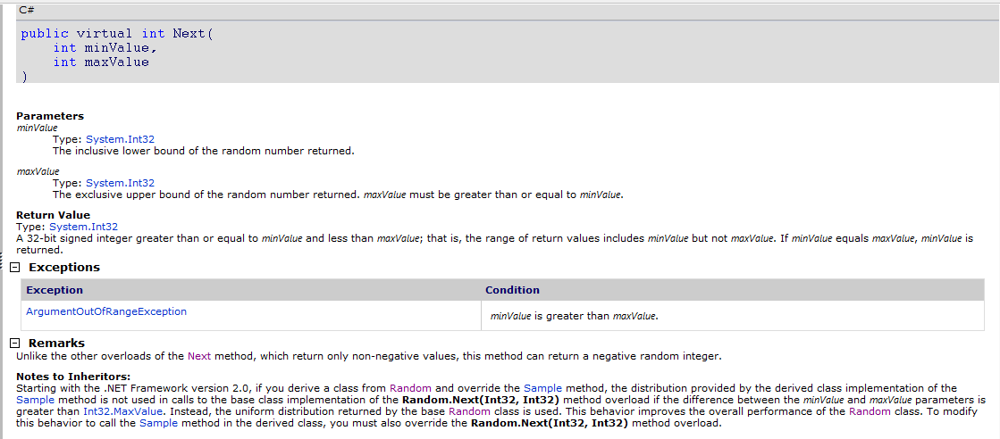 C#
public virtual int Next(
int minValue,
int maxValue
)
Parameters
minValue
Type: System.Int32
The inclusive lower bound of the random number returned.
maxValue
Type: System.Int32
The exclusive upper bound of the random number returned. maxValue must be greater than or equal to minValue.
Return Value
Type: System.Int32
A 32-bit signed integer greater than or equal to minValue and less than maxValue; that is, the range of return values includes minValue but not maxValue. If minValue equals maxValue, minValue is
returned.
Exceptions
Exception Condition
ArgumentOutOfRangeException minValue is greater than maxValue.
Remarks
Unlike the other overloads of the Next method, which return only non-negative values, this method can return a negative random integer.
Notes to Inheritors:
Starting with the .NET Framework version 2.0, if you derive a class from Random and override the Sample method, the distribution provided by the derived class implementation of the
Sample method is not used in calls to the base class implementation of the Random.Next(Int32, Int32) method overload if the difference between the minValue and maxValue parameters is
greater than Int32.MaxValue. Instead, the uniform distribution returned by the base Random class is used. This behavior improves the overall performance of the Random class. To modify
this behavior to call the Sample method in the derived class, you must also override the Random.Next(Int32, Int32) method overload.